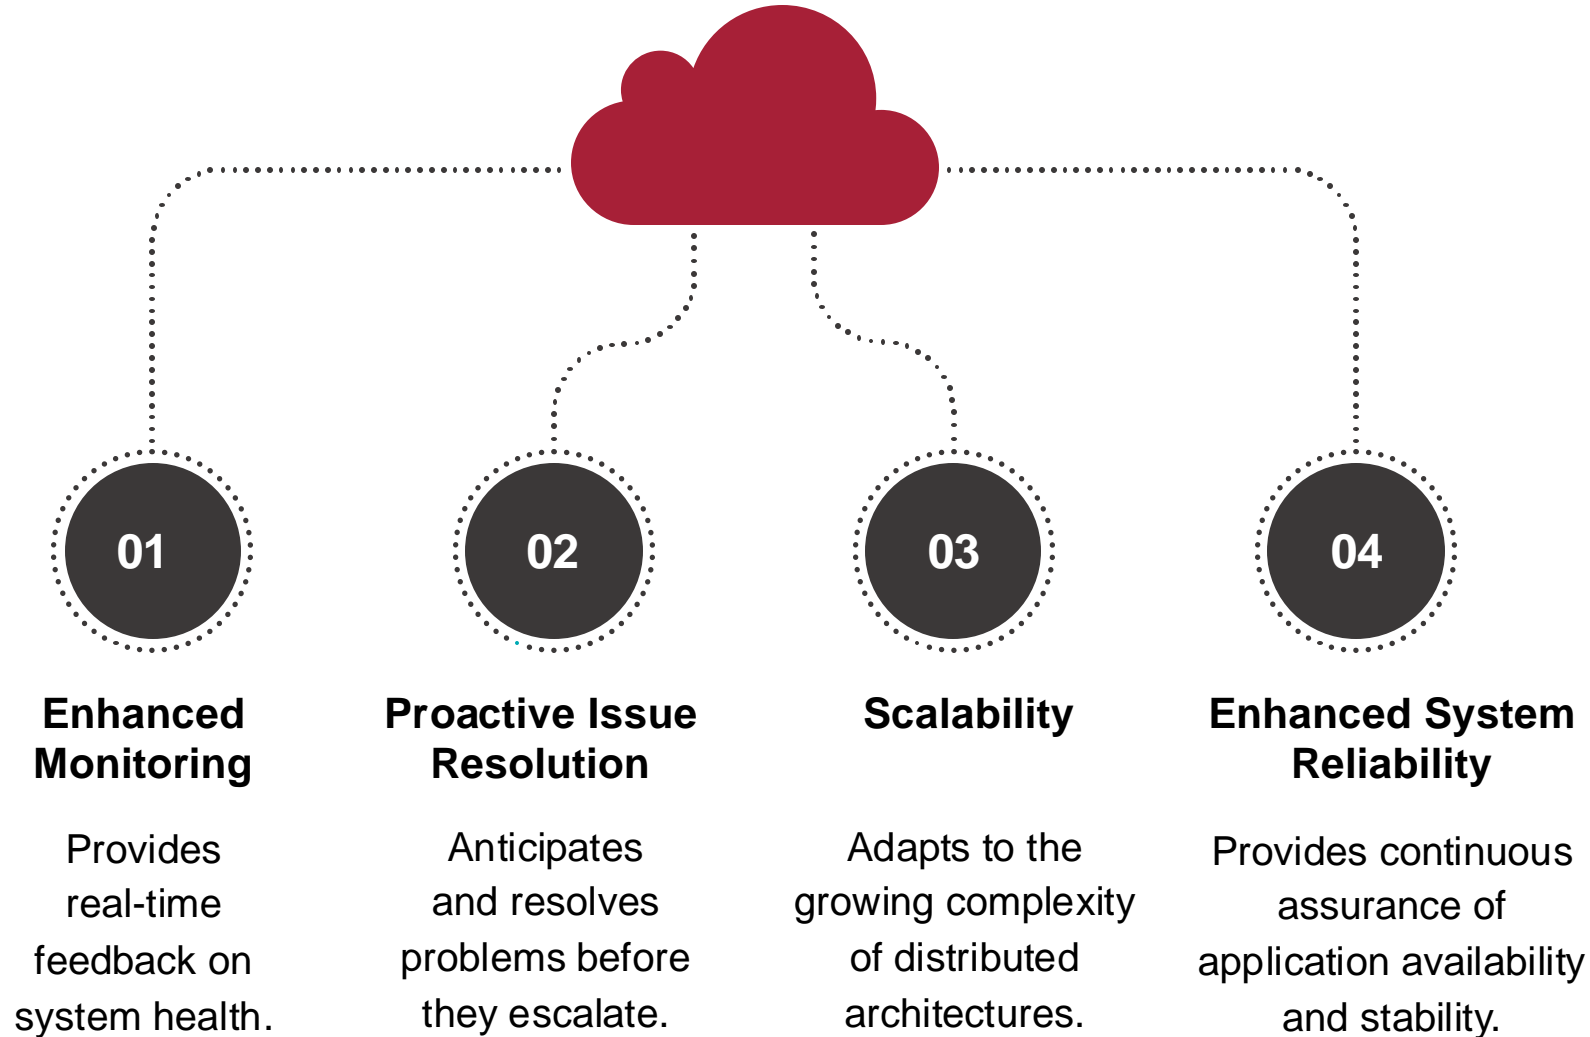 01
Enhanced
Monitoring
Provides
real-time
feedback on
system health.
02
Proactive Issue
Resolution
Anticipates
and resolves
problems before
they escalate.
03
Scalability
Adapts to the
growing complexity
of distributed
architectures.
04
Enhanced System
Reliability
Provides continuous
assurance of
application availability
and stability.